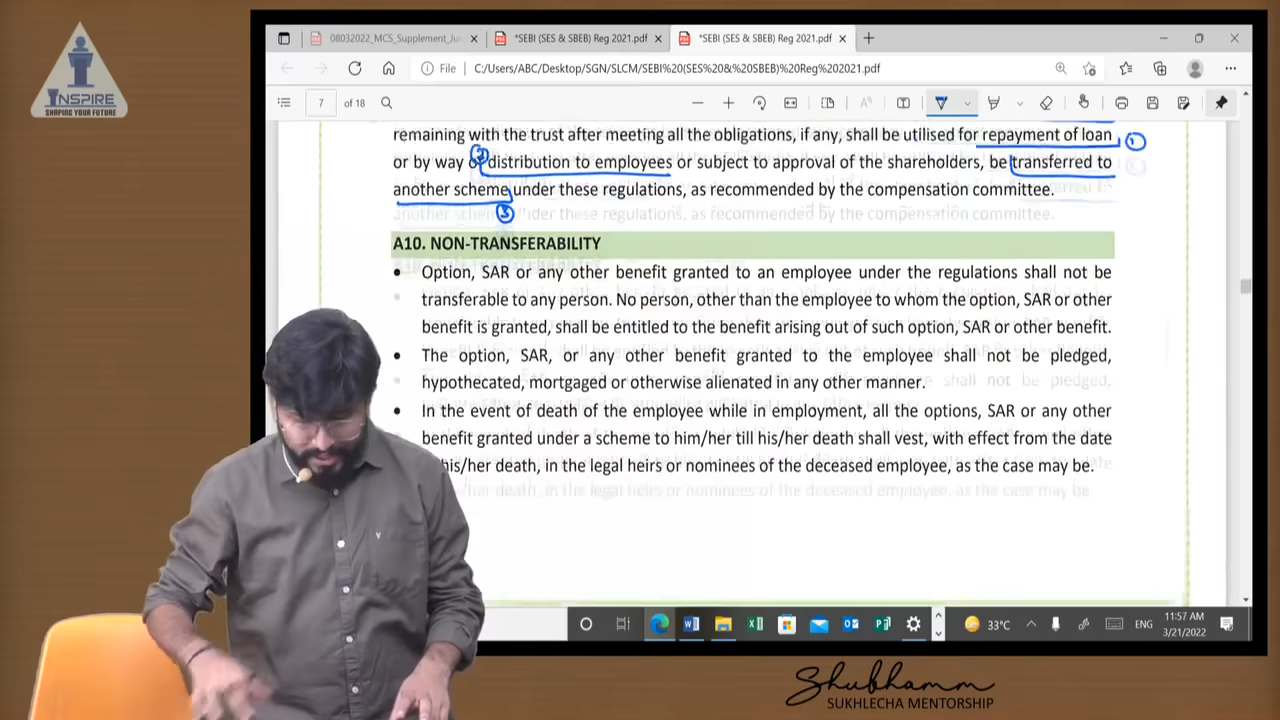 INSPIRE
SHAPING YOUR FUTURE
08032022_MCS_Supplement_Ju
*SEBI (SES & SBEB) Reg 2021.pdf
*SEBI (SES & SBEB) Reg 2021.pdf
File
C:/Users/ABC/Desktop/SGN/SLCM/SEBI%20(SES%20&%20SBEB)%20Reg%202021.pdf
7 of 18
remaining with the trust after meeting all the obligations, if any, shall be utilised for repayment of loan 1
or by way 2 distribution to employees or subject to approval of the shareholders, be transferred to
another scheme under these regulations, as recommended by the compensation committee.
3
A10. NON-TRANSFERABILITY
• Option, SAR or any other benefit granted to an employee under the regulations shall not be
transferable to any person. No person, other than the employee to whom the option, SAR or other
benefit is granted, shall be entitled to the benefit arising out of such option, SAR or other benefit.
• The option, SAR, or any other benefit granted to the employee shall not be pledged,
hypothecated, mortgaged or otherwise alienated in any other manner.
• In the event of death of the employee while in employment, all the options, SAR or any other
benefit granted under a scheme to him/her till his/her death shall vest, with effect from the date
his/her death, in the legal heirs or nominees of the deceased employee, as the case may be.
33°C
ENG
11:57 AM
3/21/2022
Shubhamm
SUKHLECHA MENTORSHIP